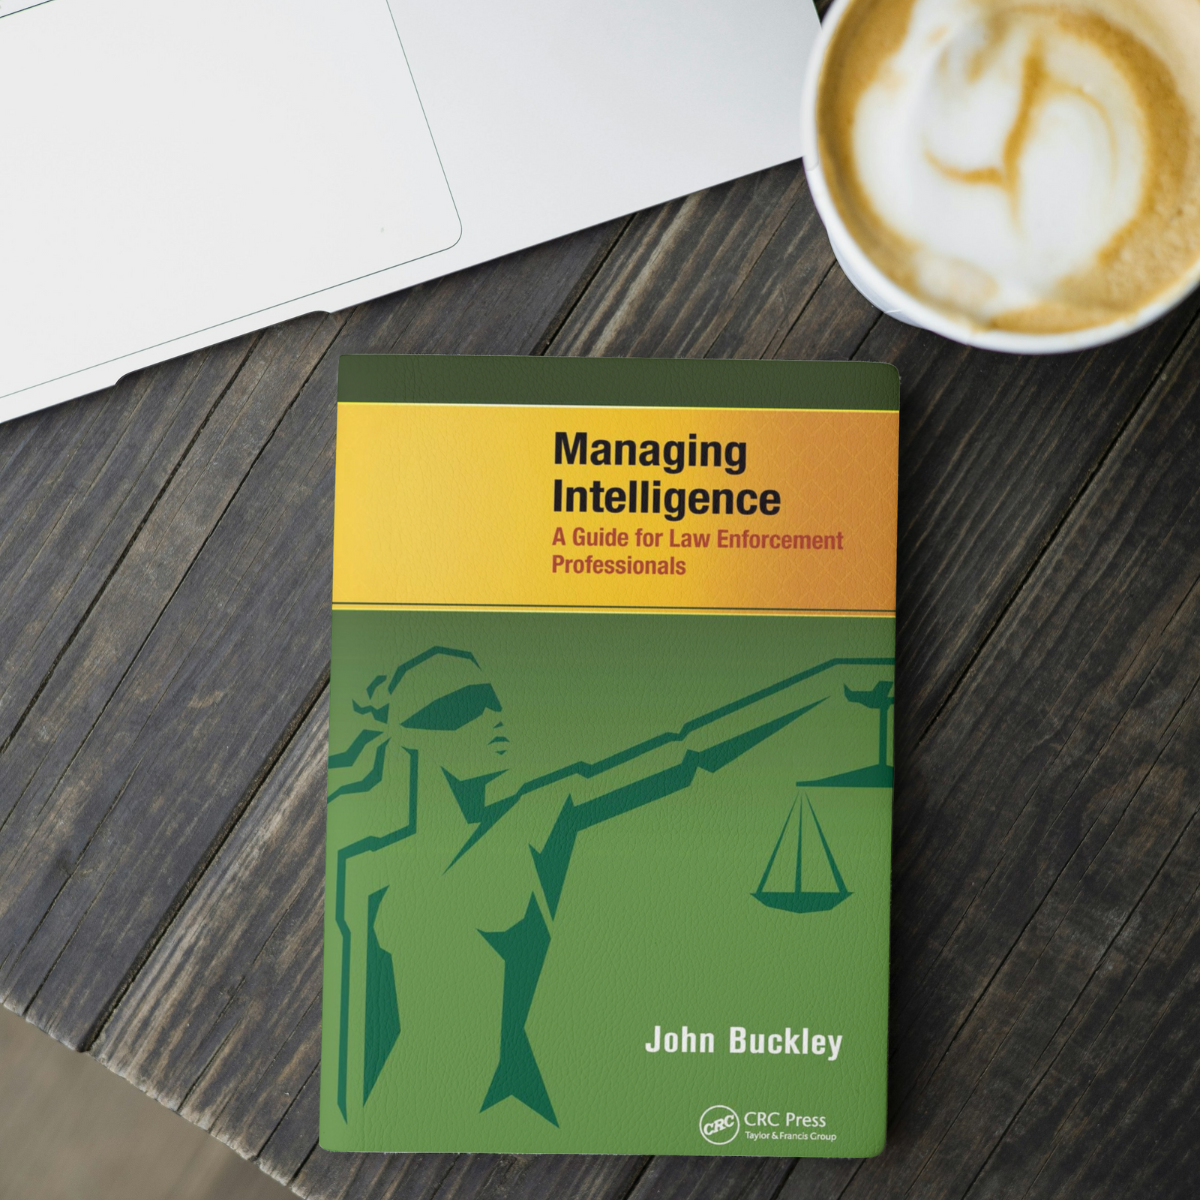 Managing
Intelligence
A Guide for Law Enforcement
Professionals
John Buckley
CRC
CRC Press
Taylor & Francis Group